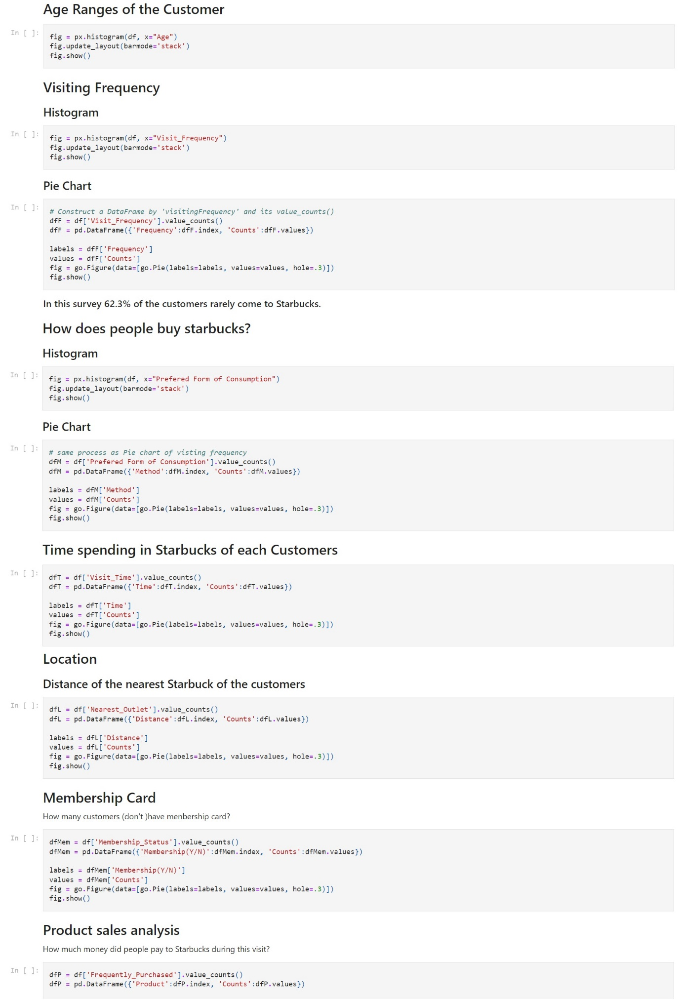 Age Ranges of the Customer
In [ ]:
fig = px.histogram(df, x="Age")
fig.update_layout(barmode='stack')
fig.show()
Visiting Frequency
Histogram
In [ ]:
fig = px.histogram(df, x="Visit_Frequency")
fig.update_layout(barmode='stack')
fig.show()
Pie Chart
In [ ]:
# Construct a DataFrame by 'visitingFrequency' and its value_counts()
dfF = df['Visit_Frequency'].value_counts()
dfF = pd.DataFrame({'Frequency':dfF.index, 'Counts':dfF.values})
labels = dfF['Frequency']
values = dfF['Counts']
fig = go.Figure(data=[go.Pie(labels=labels, values=values, hole=.3)])
fig.show()
In this survey 62.3% of the customers rarely come to Starbucks.
How does people buy starbucks?
Histogram
In [ ]:
fig = px.histogram(df, x="Prefered Form of Consumption")
fig.update_layout(barmode='stack')
fig.show()
Pie Chart
In [ ]:
# same process as Pie chart of visting frequency
dfM = df['Prefered Form of Consumption'].value_counts()
dfM = pd.DataFrame({'Method':dfM.index, 'Counts':dfM.values})
labels = dfM['Method']
values = dfM['Counts']
fig = go.Figure(data=[go.Pie(labels=labels, values=values, hole=.3)])
fig.show()
Time spending in Starbucks of each Customers
In [ ]:
dfT = df['Visit_Time'].value_counts()
dfT = pd.DataFrame({'Time':dfT.index, 'Counts':dfT.values})
labels = dfT['Time']
values = dfT['Counts']
fig = go.Figure(data=[go.Pie(labels=labels, values=values, hole=.3)])
fig.show()
Location
Distance of the nearest Starbuck of the customers
In [ ]:
dfL = df['Nearest_Outlet'].value_counts()
dfL = pd.DataFrame({'Distance':dfL.index, 'Counts':dfL.values})
labels = dfL['Distance']
values = dfL['Counts']
fig = go.Figure(data=[go.Pie(labels=labels, values=values, hole=.3)])
fig.show()
Membership Card
How many customers (don't )have menbership card?
In [ ]:
dfMem = df['Membership_Status'].value_counts()
dfMem = pd.DataFrame({'Membership(Y/N)':dfMem.index, 'Counts':dfMem.values})
labels = dfMem['Membership(Y/N)']
values = dfMem['Counts']
fig = go.Figure(data=[go.Pie(labels=labels, values=values, hole=.3)])
fig.show()
Product sales analysis
How much money did people pay to Starbucks during this visit?
In [ ]:
dfP = df['Frequently_Purchased'].value_counts()
dfP = pd.DataFrame({'Product':dfP.index, 'Counts':dfP.values})